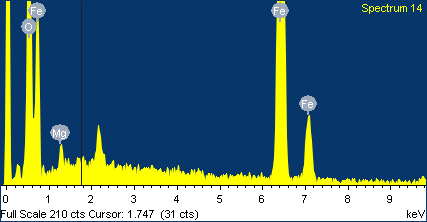 Spectrum 14
Fe Fe
O
Fe
Mg
0 1 2 3 4 5 6 7 8 9
Full Scale 210 cts Cursor: 1.747 (31 cts) keV